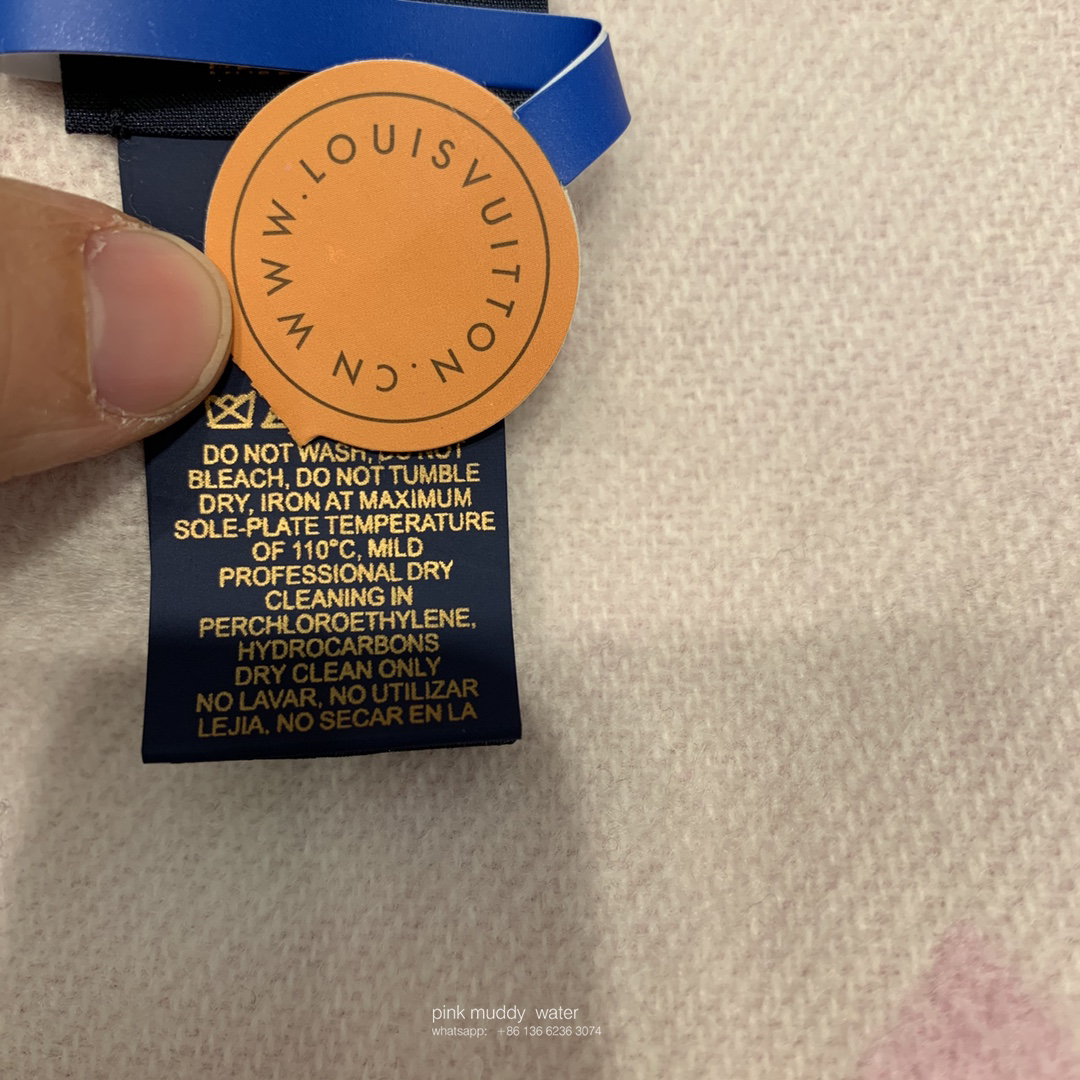 WWW.LOUISVUITTON.CN
DO NOT WASH, DO NOT
BLEACH, DO NOT TUMBLE
DRY, IRON AT MAXIMUM
SOLE-PLATE TEMPERATURE
OF 110°C, MILD
PROFESSIONAL DRY
CLEANING IN
PERCHLOROETHYLENE,
HYDROCARBONS
DRY CLEAN ONLY
NO LAVAR, NO UTILIZAR
LEJIA, NO SECAR EN LA
pink muddy water
whatsapp: +86 136 6236 3074